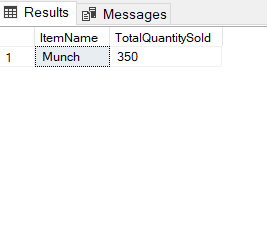 Results Messages
ItemName TotalQuantitySold
1 Munch 350